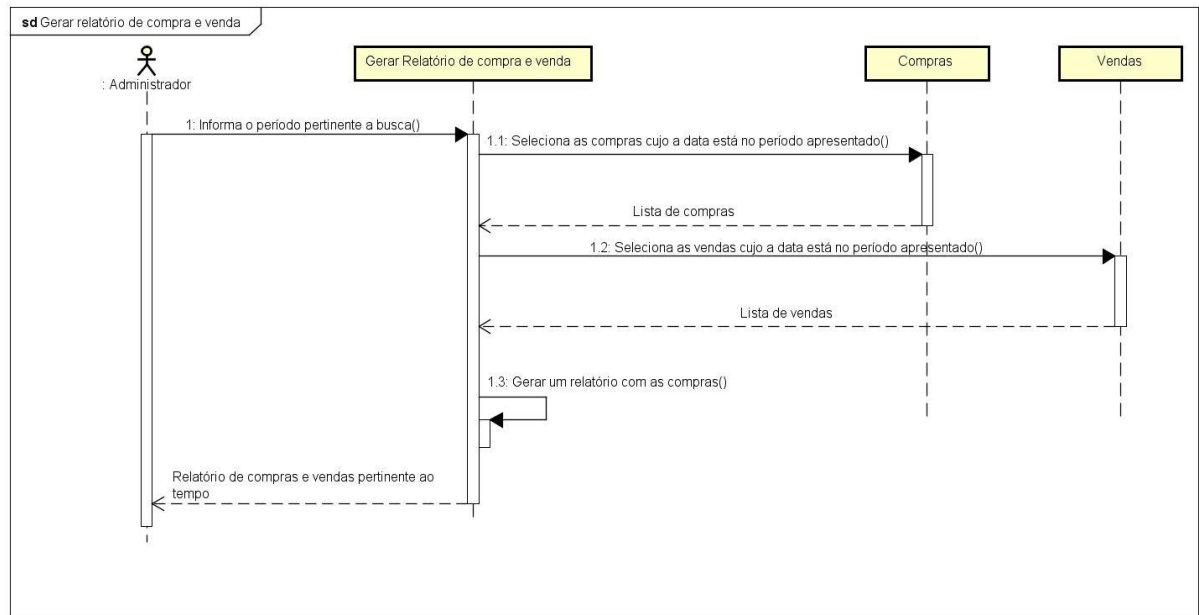 sd Gerar relatório de compra e venda
: Administrador
Gerar Relatório de compra e venda
Compras
Vendas
1: Informa o período pertinente a busca()
1.1: Seleciona as compras cujo a data está no período apresentado()
Lista de compras
1.2: Seleciona as vendas cujo a data está no período apresentado()
Lista de vendas
1.3: Gerar um relatório com as compras()
Relatório de compras e vendas pertinente ao
tempo